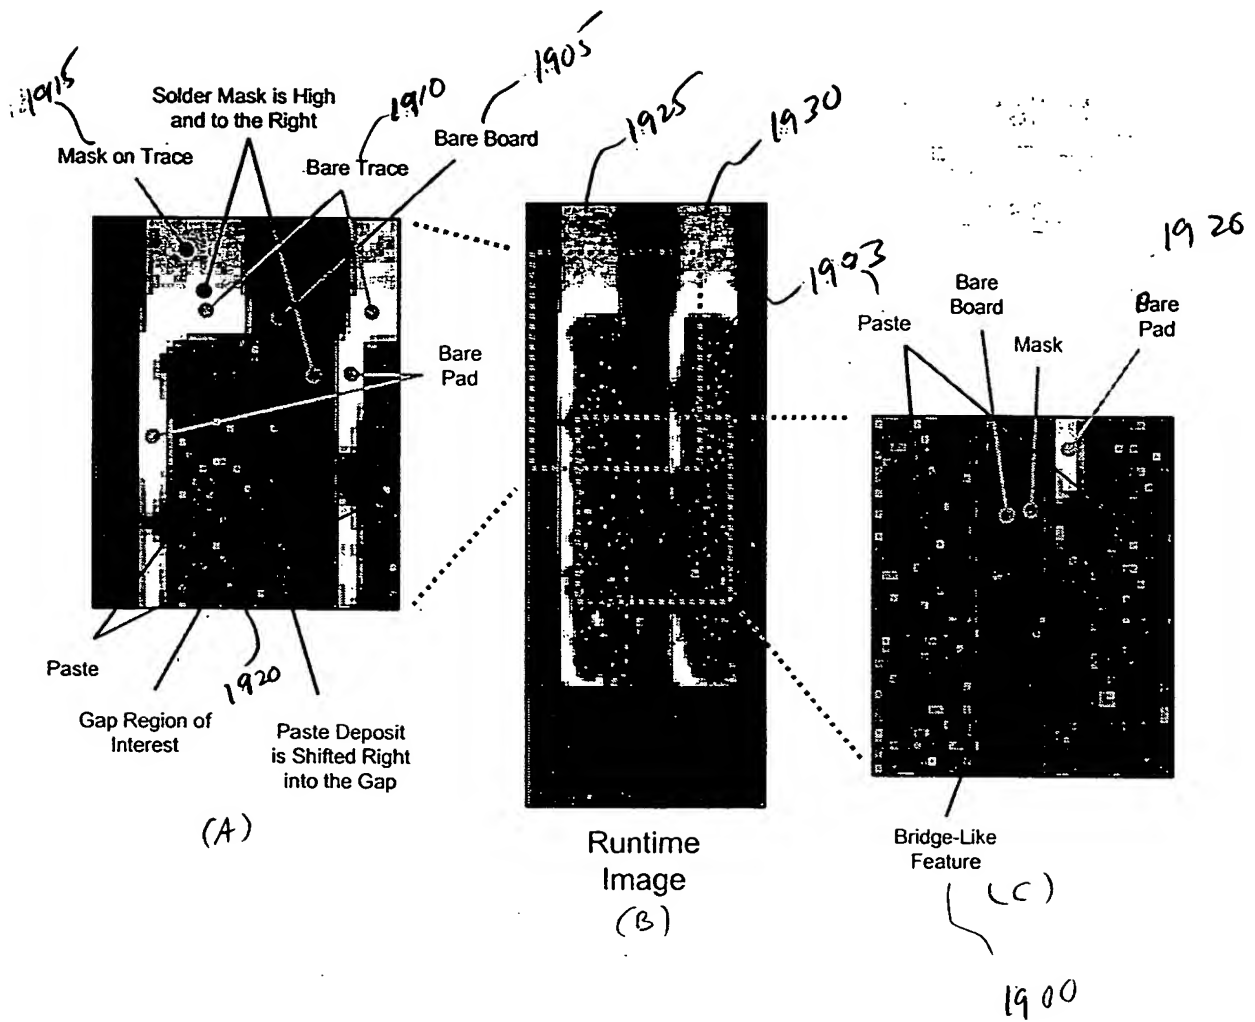 1915
Solder Mask is High
and to the Right
1910
1905
Mask on Trace
Bare Trace
Bare Board
1925
1930
1903
1926
Bare
Pad
Paste
Bare
Board
Mask
Bare
Pad
Paste
1920
Gap Region of
Interest
Paste Deposit
is Shifted Right
into the Gap
(A)
Runtime
Image
(B)
Bridge-Like
Feature
(C)
1900